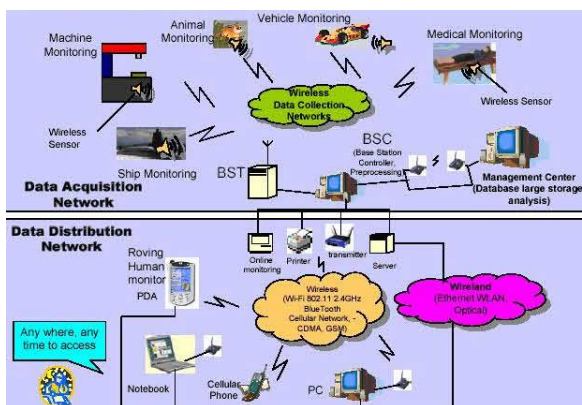 Machine
Monitoring
Animal
Monitoring
Vehicle Monitoring
Medical Monitoring
Wireless
Data Collection
Networks
Wireless Sensor
Wireless
Sensor
Ship Monitoring
BST
BSC
(Base Station
Controller,
Preprocessing)
Management Center
(Database large storage
analysis)
Data Acquisition
Network
Data Distribution
Network
Online
monitoring
Printer
transmitter
Server
Roving
Human
monitor
PDA
Wireless
(Wi-Fi 802.11 2.4GHz
BlueTooth
Cellular Network, -
CDMA, GSM)
Wireland
(Ethernet WLAN,
Optical)
Any where, any
time to access
Notebook
Cellular
Phone
PC